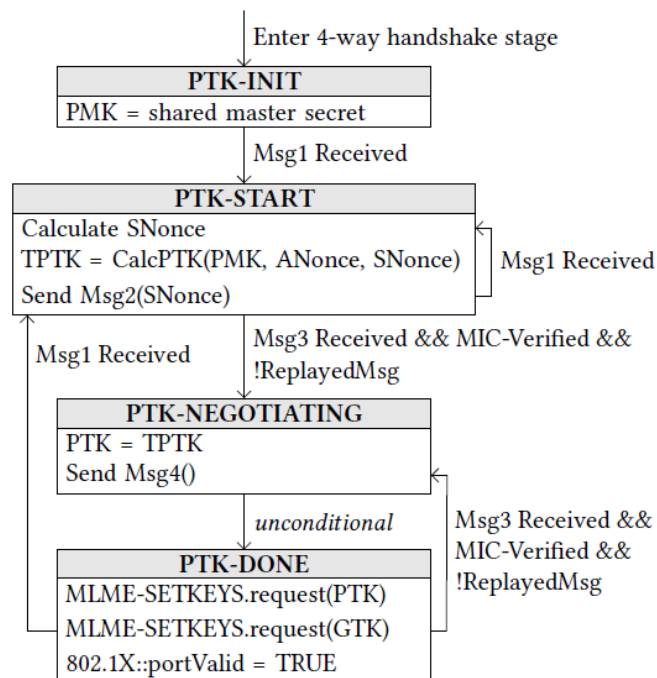 Enter 4-way handshake stage
PTK-INIT
PMK = shared master secret
Msg1 Received
PTK-START
Calculate SNonce
TPTK = CalcPTK(PMK, ANonce, SNonce)
Send Msg2(SNonce)
Msg1 Received
Msg1 Received
Msg3 Received && MIC-Verified &&
!ReplayedMsg
PTK-NEGOTIATING
PTK = TPTK
Send Msg4()
unconditional
Msg3 Received &&
MIC-Verified &&
!ReplayedMsg
PTK-DONE
MLME-SETKEYS.request(PTK)
MLME-SETKEYS.request(GTK)
802.1X::portValid = TRUE